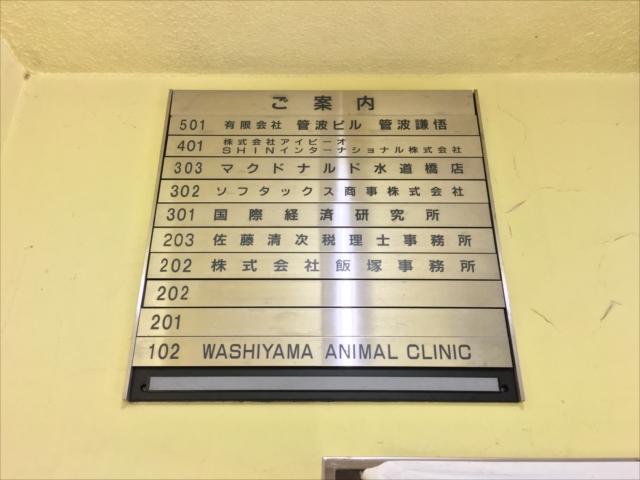 ご案内
501 有限会社 管波ビル 管波謙悟
401 株式会社アイピーオ
SHINインターナショナル株式会社
303 マクドナルド水道橋店
302 ソフタックス商事株式会社
301 国際経済研究所
203 佐藤清次税理士事務所
202 株式会社飯塚事務所
202
201
102 WASHIYAMA ANIMAL CLINIC